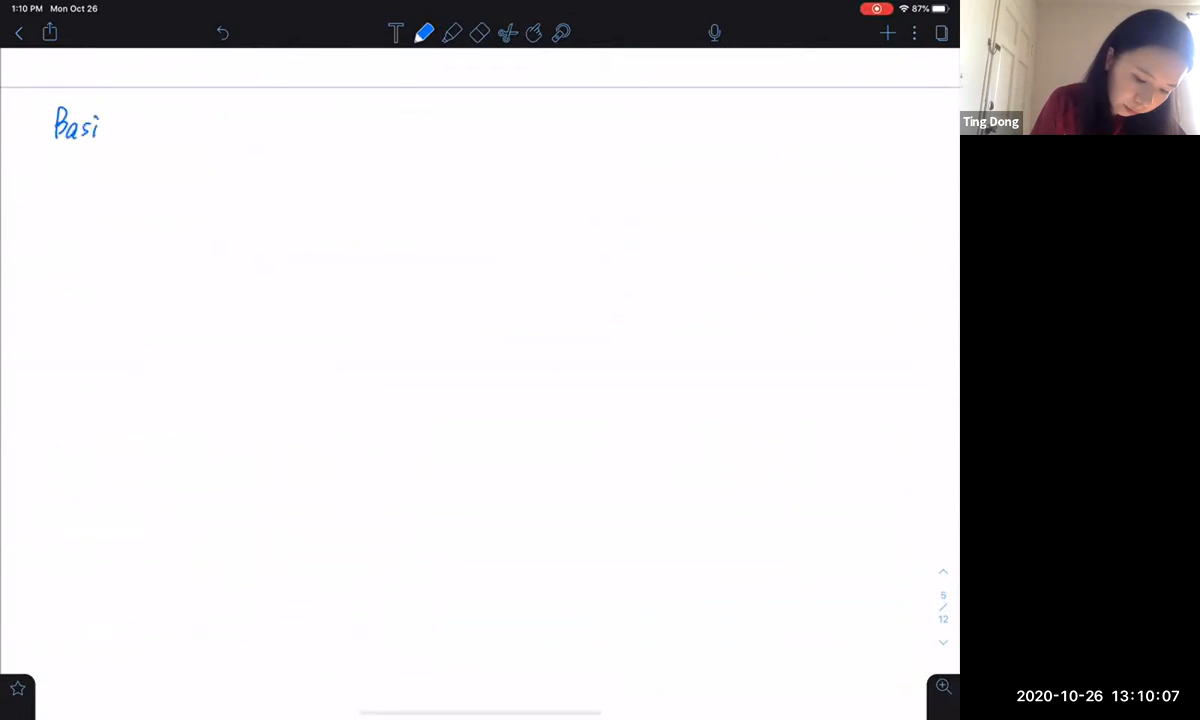 1:10 PM Mon Oct 26
87%
T
Basi
Ting Dong
5
/
12
2020-10-26 13:10:07